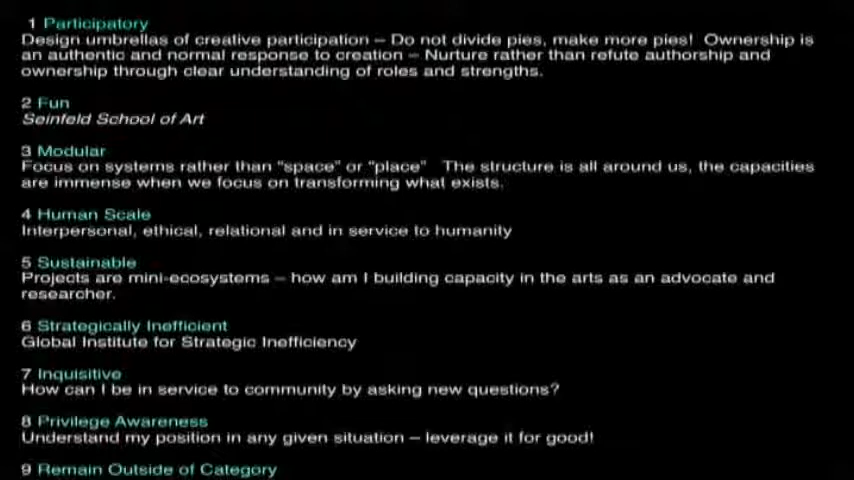 1 Participatory
Design umbrellas of creative participation – Do not divide pies, make more pies! Ownership is
an authentic and normal response to creation – Nurture rather than refute authorship and
ownership through clear understanding of roles and strengths.
2 Fun
Seinfeld School of Art
3 Modular
Focus on systems rather than "space" or "place" The structure is all around us, the capacities
are immense when we focus on transforming what exists.
4 Human Scale
Interpersonal, ethical, relational and in service to humanity
5 Sustainable
Projects are mini-ecosystems – how am I building capacity in the arts as an advocate and
researcher.
6 Strategically Inefficient
Global Institute for Strategic Inefficiency
7 Inquisitive
How can I be in service to community by asking new questions?
8 Privilege Awareness
Understand my position in any given situation – leverage it for good!
9 Remain Outside of Category